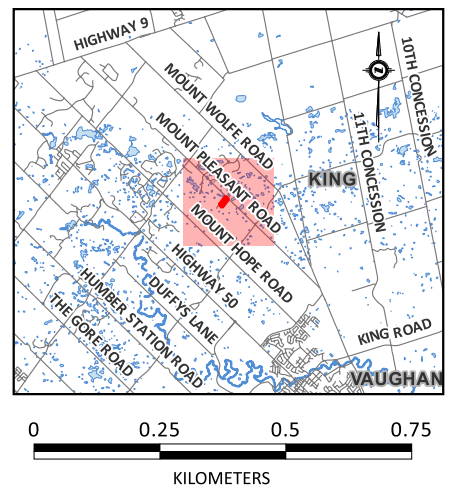 HIGHWAY 9
10TH CONCESSION
MOUNT WOLFE ROAD
11TH CONCESSION
MOUNT PLEASANT ROAD
KING
MOUNT HOPE ROAD
HIGHWAY 50
DUFFYS LANE
HUMBER STATION ROAD
THE GORE ROAD
KING ROAD
VAUGHAN
0 0.25 0.5 0.75
KILOMETERS